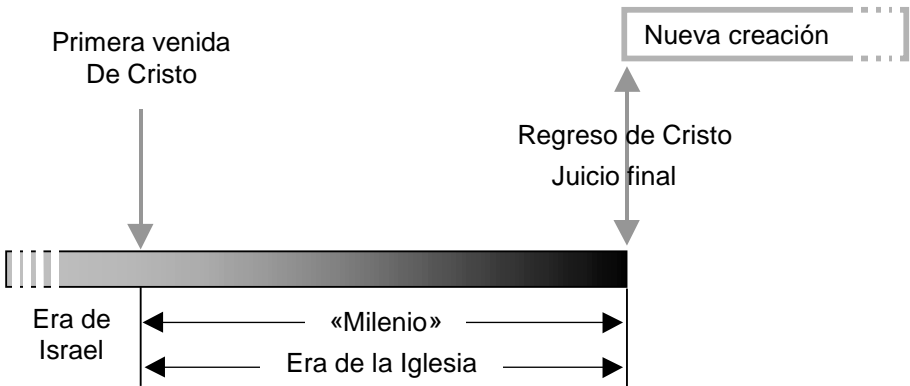 Primera venida
De Cristo
Nueva creación
Regreso de Cristo
Juicio final
Era de
Israel
«Milenio»
Era de la Iglesia